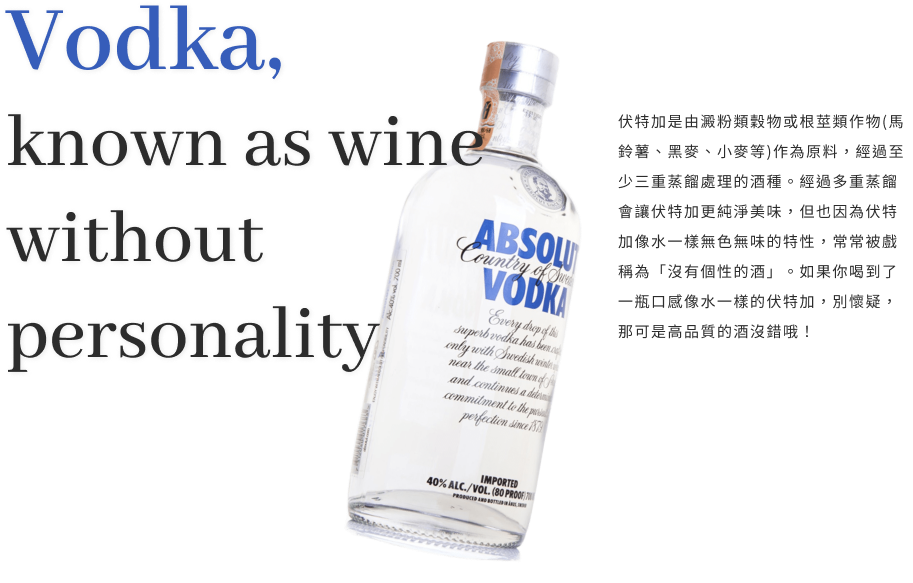 Vodka,
known as wine
without
personality
伏特加是由澱粉類穀物或根莖類作物(馬
鈴薯、黑麥、小麥等)作為原料，經過至
少三重蒸餾處理的酒種。經過多重蒸餾
會讓伏特加更純淨美味，但也因為伏特
加像水一樣無色無味的特性，常常被戲
稱為「沒有個性的酒」。如果你喝到了
一瓶口感像水一樣的伏特加，別懷疑，
那可是高品質的酒沒錯哦！
ABSOLUT
Country of Swede
VODKA
Every drop of this
superb vodka has been
only with Swedish winter
near the small town of
and continues a
commitment to the
perfection since 1879
IMPORTED
40% ALC./VOL. (80 PROOF)
PRODUCED AND BOTTLED IN ÅHUS, SWEDEN